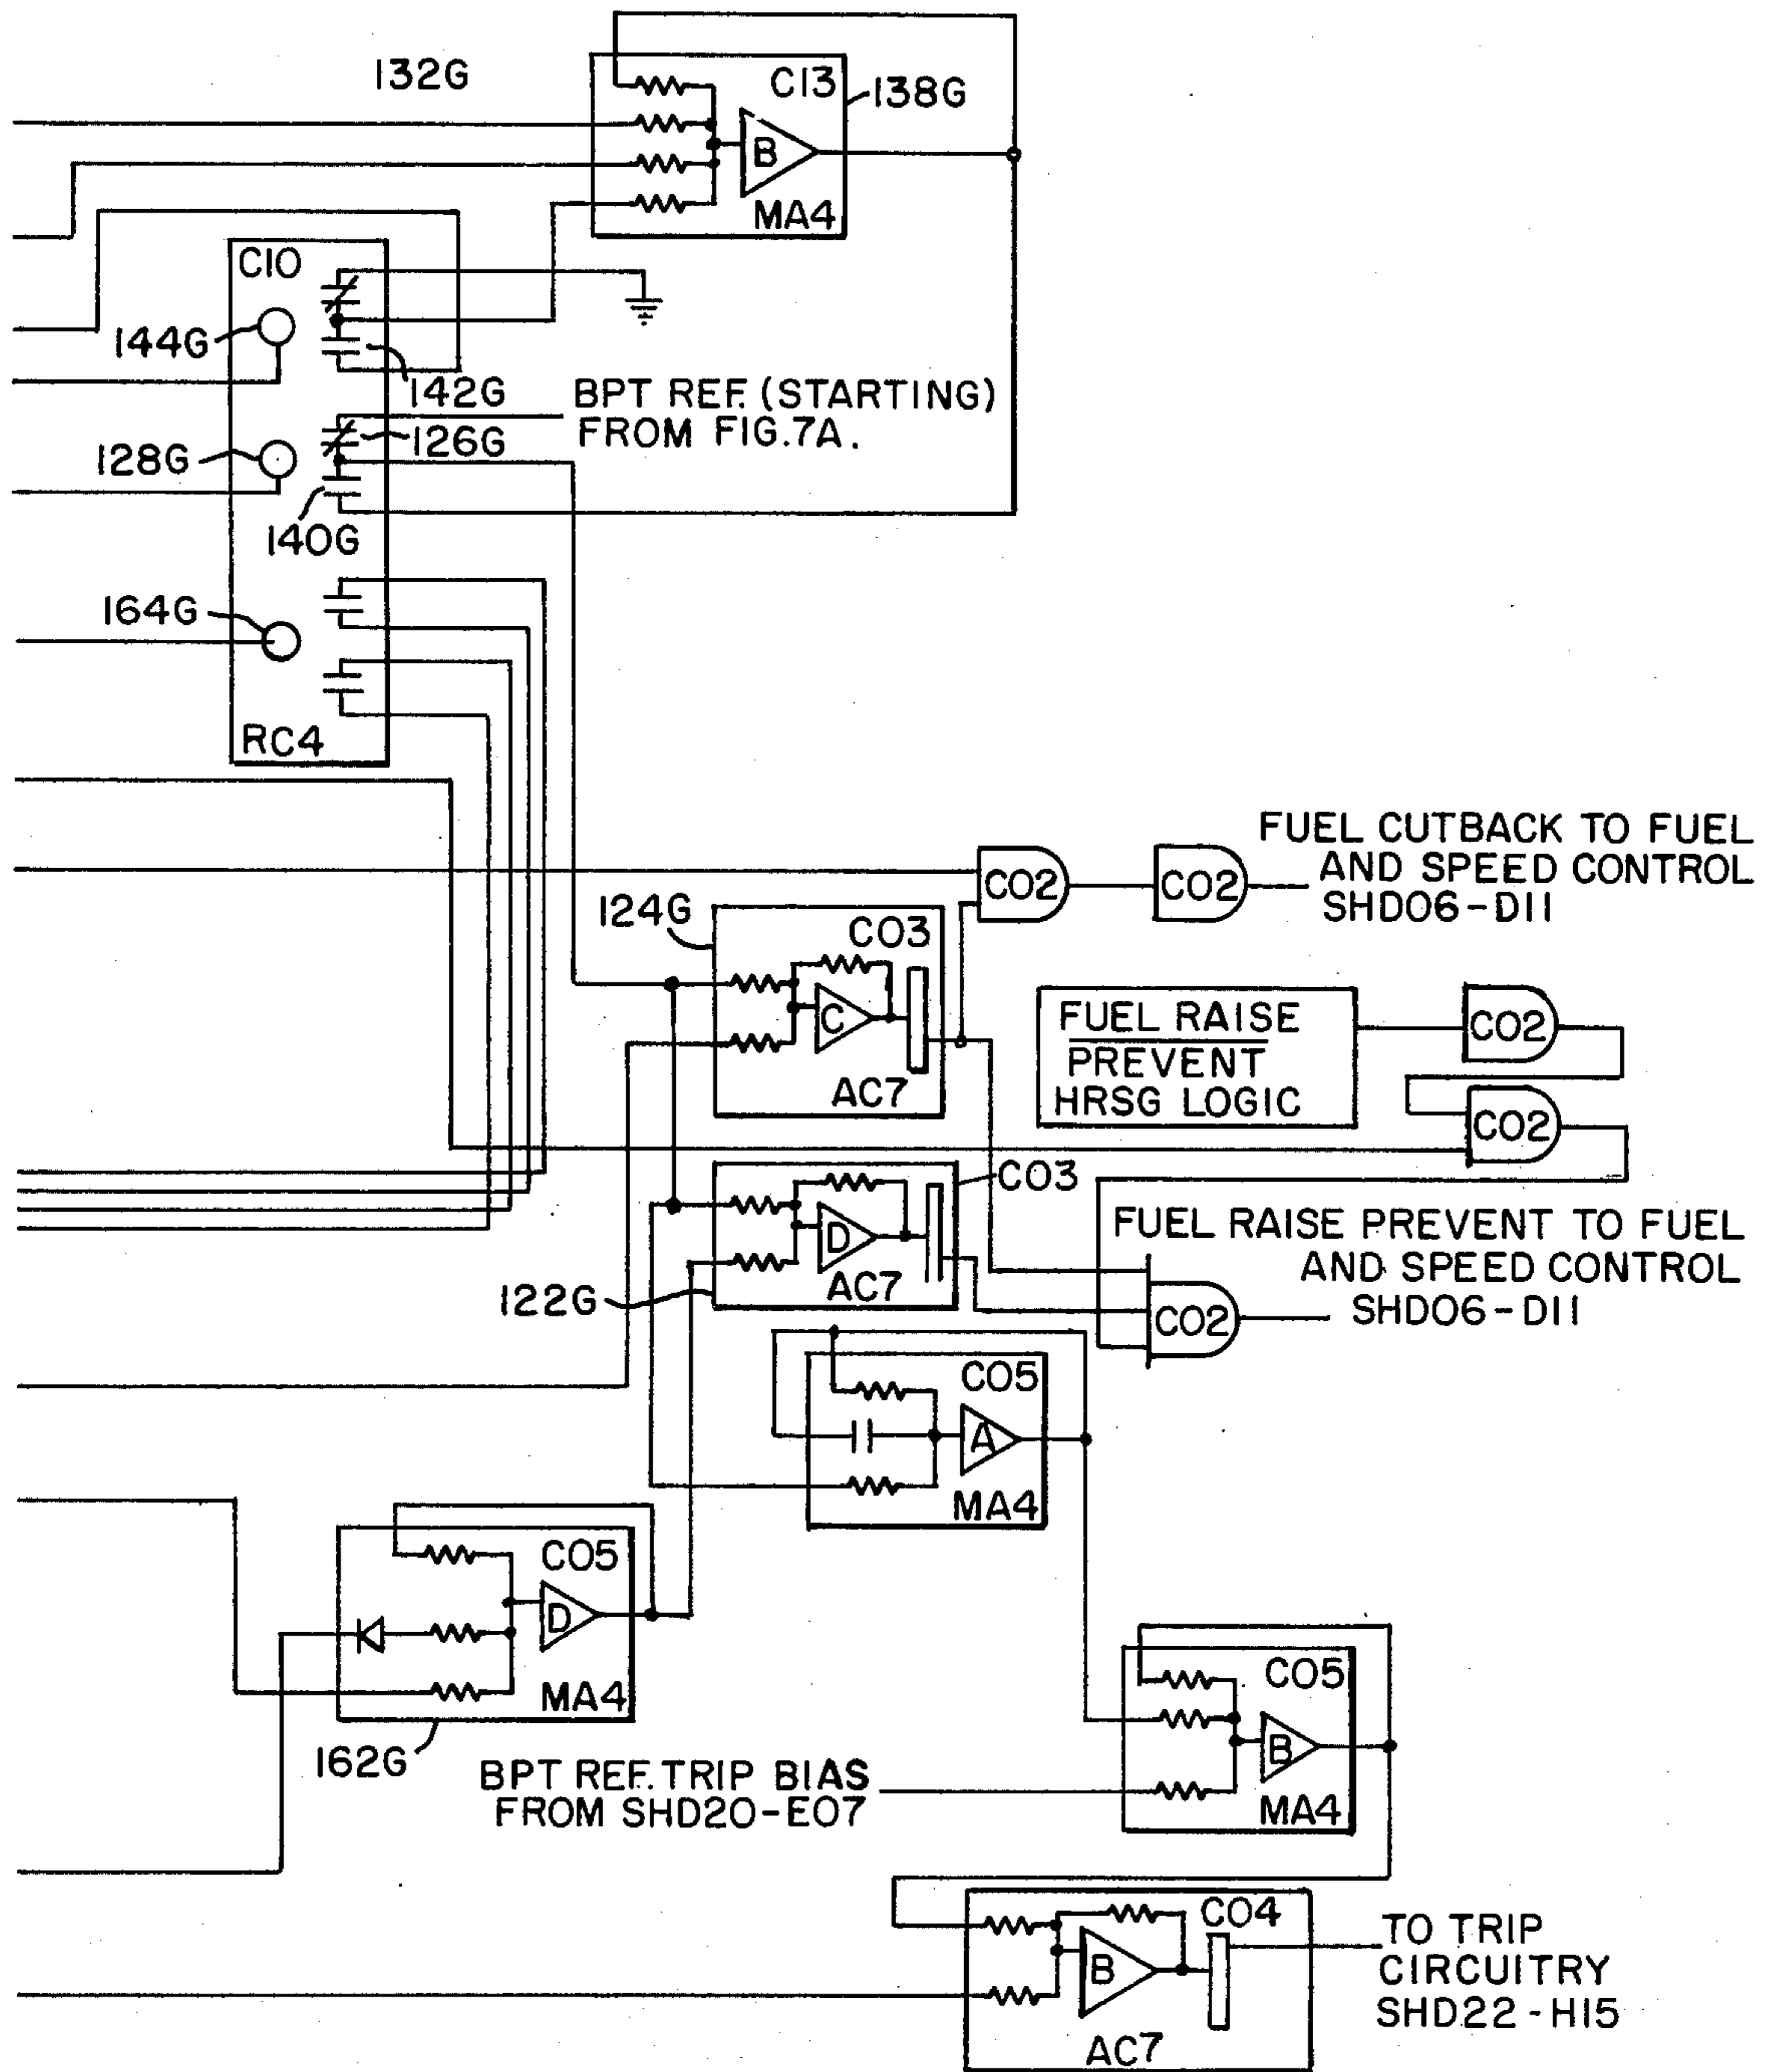 132G
C13
138G
B
MA4
C10
144G
142G
BPT REF. (STARTING)
FROM FIG.7A.
126G
128G
140G
164G
RC4
FUEL CUTBACK TO FUEL
AND SPEED CONTROL
SHD06-D11
CO2
CO2
124G
CO3
C
AC7
FUEL RAISE
PREVENT
HRSG LOGIC
CO2
CO2
CO3
D
AC7
122G
FUEL RAISE PREVENT TO FUEL
AND SPEED CONTROL
SHD06-D11
CO2
CO5
A
MA4
CO5
D
MA4
162G
CO5
B
MA4
BPT REF. TRIP BIAS
FROM SHD20-E07
CO4
B
AC7
TO TRIP
CIRCUITRY
SHD22-H15